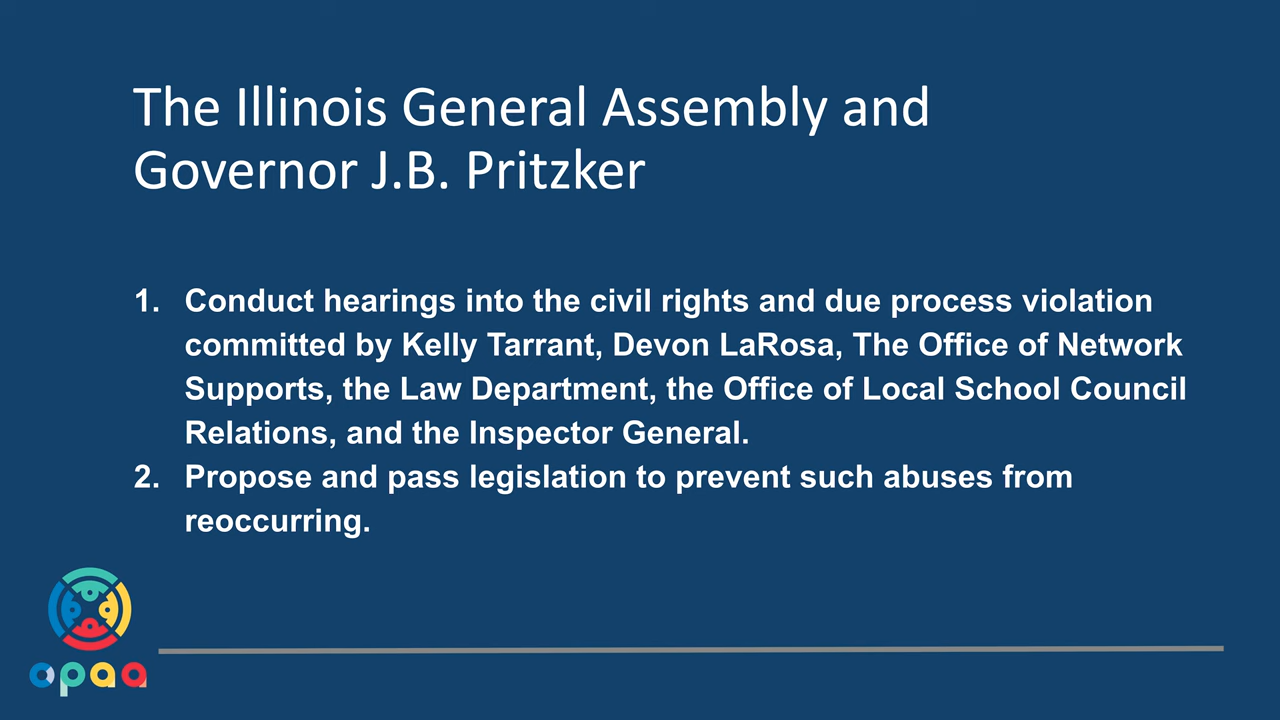 The Illinois General Assembly and
Governor J.B. Pritzker
1. Conduct hearings into the civil rights and due process violation
committed by Kelly Tarrant, Devon LaRosa, The Office of Network
Supports, the Law Department, the Office of Local School Council
Relations, and the Inspector General.
2. Propose and pass legislation to prevent such abuses from
reoccurring.
opaa